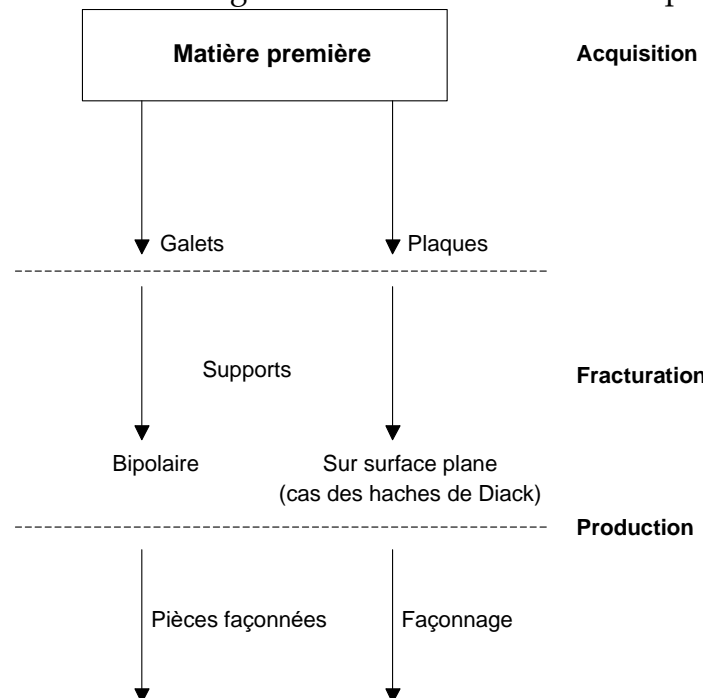 Matière première
Acquisition
Galets
Plaques
Supports
Fracturation
Bipolaire
Sur surface plane
(cas des haches de Diack)
Production
Pièces façonnées
Façonnage